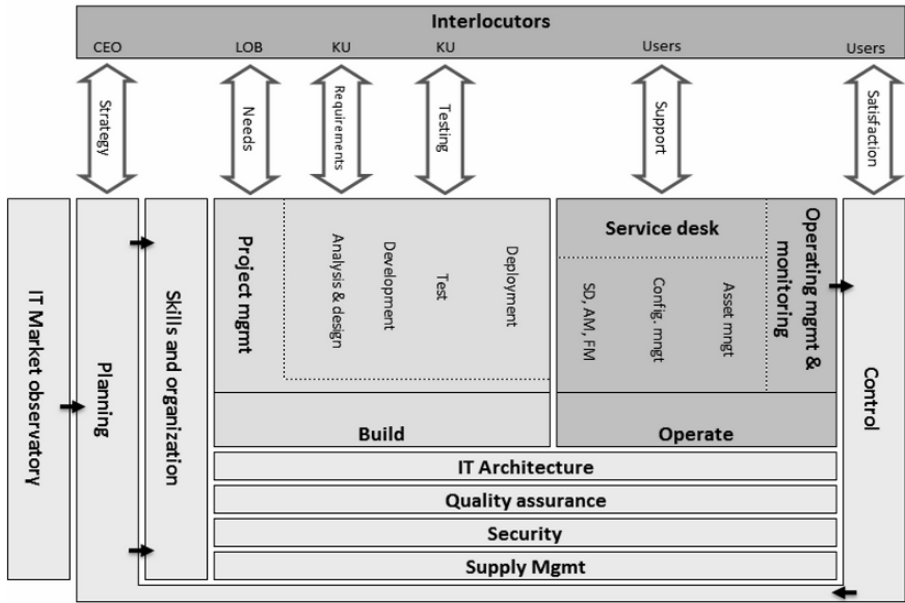 Interlocutors
CEO
LOB
KU
KU
Users
Users
Strategy
Needs
Requirements
Testing
Support
Satisfaction
IT Market observatory
Planning
Skills and organization
Project mgmt
Analysis & design
Development
Test
Deployment
Build
Service desk
SD, AM, FM
Config. mngt
Asset mngt
Operating mgmt &
monitoring
Operate
Control
IT Architecture
Quality assurance
Security
Supply Mgmt